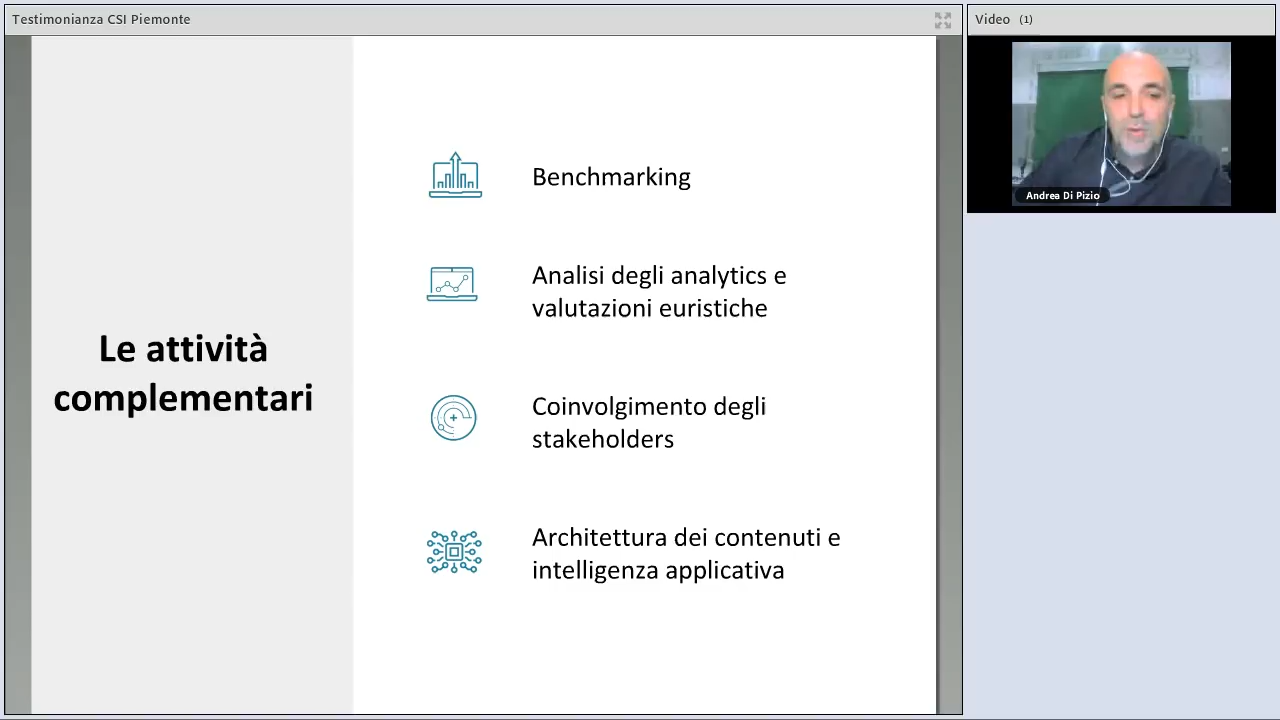 Testimonianza CSI Piemonte
Video (1)
Andrea Di Pizio
Le attività
complementari
Benchmarking
Analisi degli analytics e
valutazioni euristiche
Coinvolgimento degli
stakeholders
Architettura dei contenuti e
intelligenza applicativa